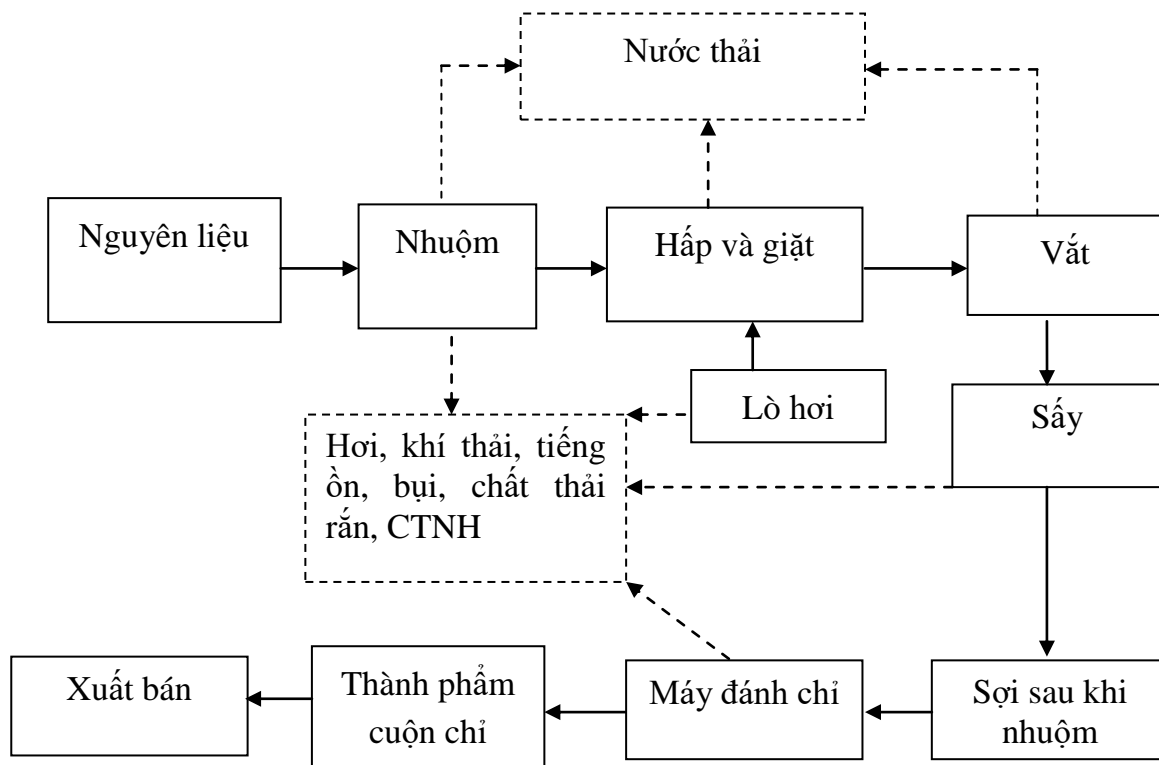 Nước thải
Nguyên liệu
Nhuộm
Hấp và giặt
Vắt
Lò hơi
Sấy
Hơi, khí thải, tiếng
ồn, bụi, chất thải
rắn, CTNH
Xuất bán
Thành phẩm
cuộn chỉ
Máy đánh chỉ
Sợi sau khi
nhuộm